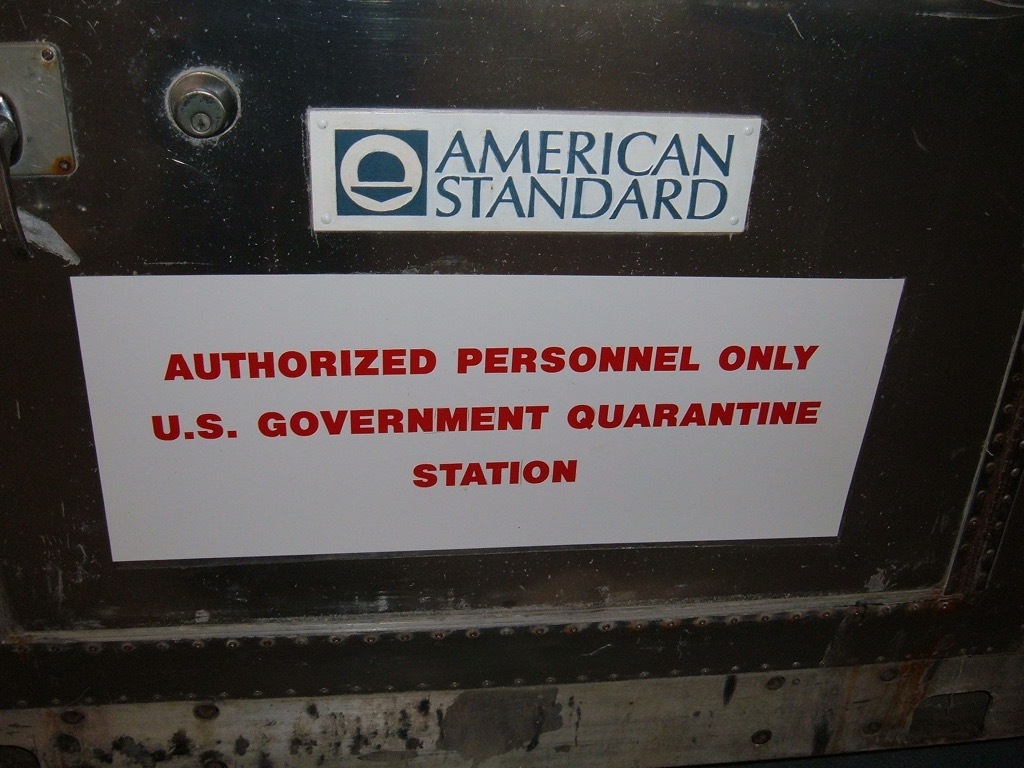 AMERICAN
STANDARD
AUTHORIZED PERSONNEL ONLY
U.S. GOVERNMENT QUARANTINE
STATION